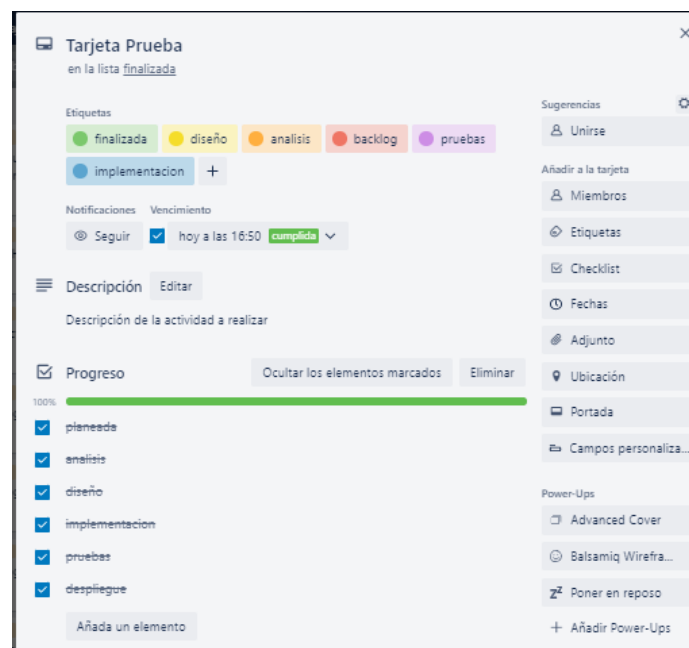 Tarjeta Prueba
en la lista finalizada
Etiquetas
finalizada diseño analisis backlog pruebas
implementacion +
Notificaciones Vencimiento
Seguir hoy a las 16:50 cumplida
Descripción Editar
Descripción de la actividad a realizar
Progreso Ocultar los elementos marcados Eliminar
100%
planeada
analisis
diseño
implementacion
pruebas
despliegue
Añada un elemento
Sugerencias
Unirse
Añadir a la tarjeta
Miembros
Etiquetas
Checklist
Fechas
Adjunto
Ubicación
Portada
Campos personaliza...
Power-Ups
Advanced Cover
Balsamiq Wirefra...
Poner en reposo
+ Añadir Power-Ups